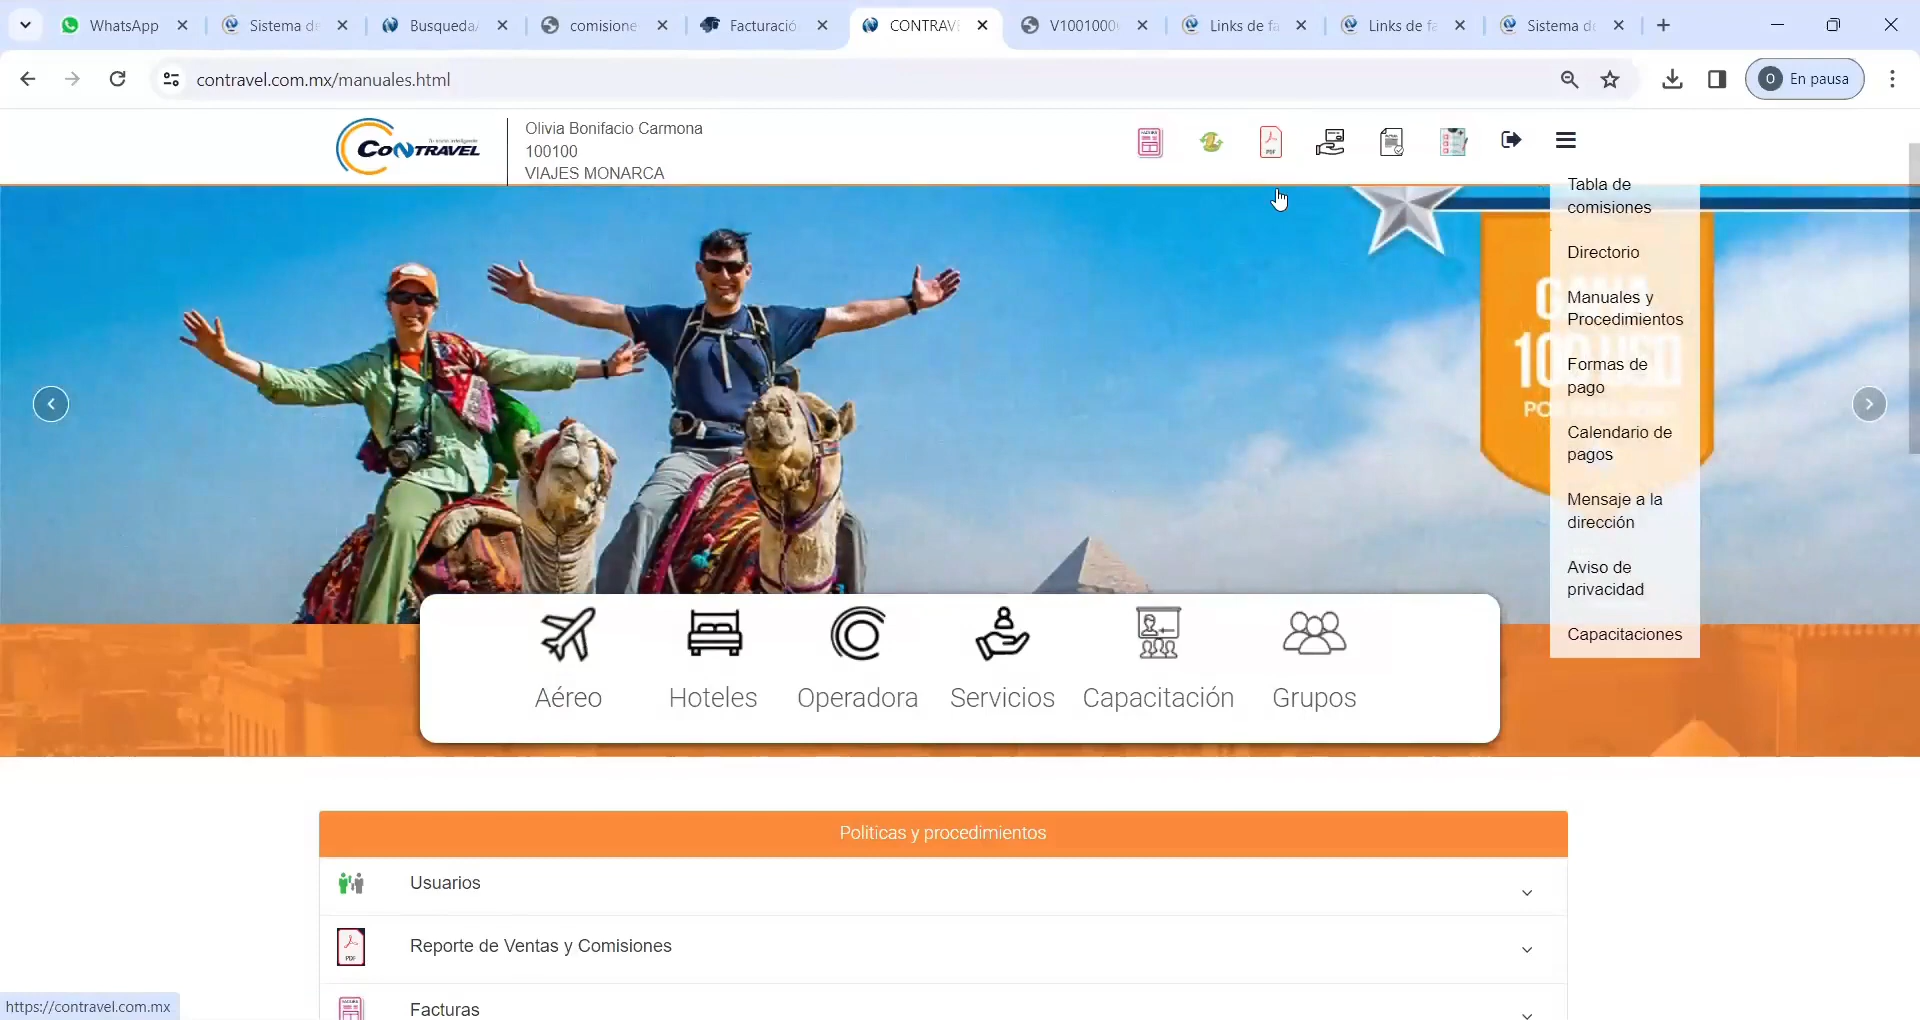 WhatsApp
Sistema de
Busqueda
comisione
Facturació
CONTRAV
V1001000
Links de fa
Links de fa
Sistema d
contravel.com.mx/manuales.html
O
En pausa
CONTRAVEL
Olivia Bonifacio Carmona
100100
VIAJES MONARCA
PDF
Tabla de
comisiones
Directorio
Manuales y
Procedimientos
Formas de
pago
Calendario de
pagos
Mensaje a la
dirección
Aviso de
privacidad
Capacitaciones
Aéreo
Hoteles
Operadora
Servicios
Capacitación
Grupos
Politicas y procedimientos
Usuarios
PDF
Reporte de Ventas y Comisiones
Facturas
https://contravel.com.mx